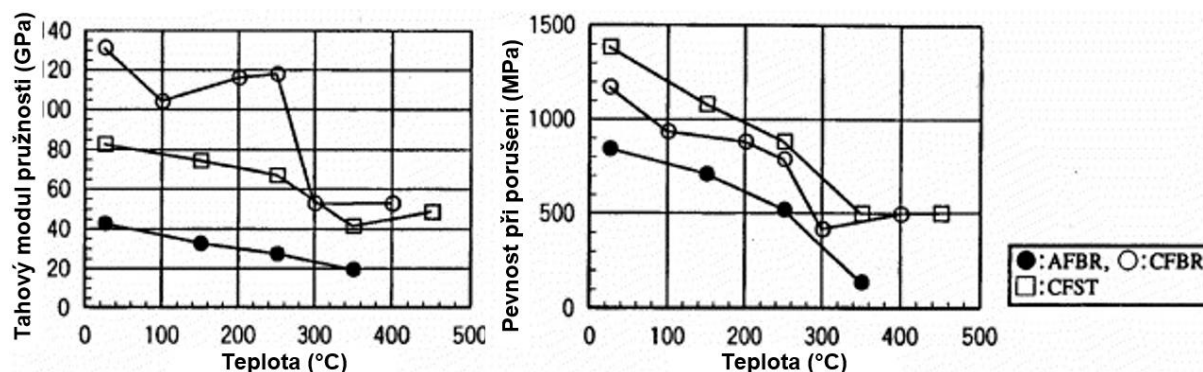 Tahový modul pružnosti (GPa)
140
120
100
80
60
40
20
0
0 100 200 300 400 500
Teplota (°C)
Pevnost při porušení (MPa)
1500
1000
500
0
0 100 200 300 400 500
Teplota (°C)
●:AFBR, ○:CFBR
□:CFST